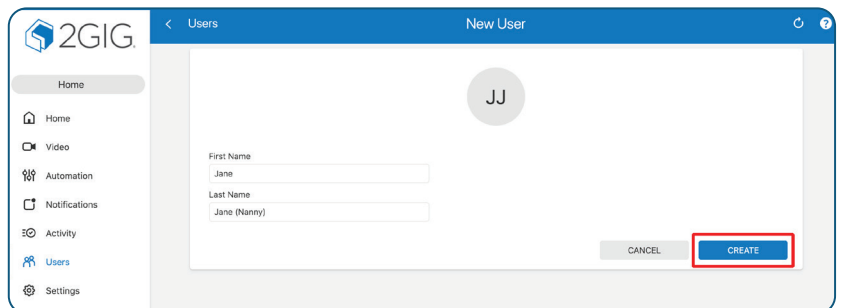 2GIG
Users
New User
?
Home
Home
Video
Automation
Notifications
Activity
Users
Settings
JJ
First Name
Jane
Last Name
Jane (Nanny)
CANCEL
CREATE